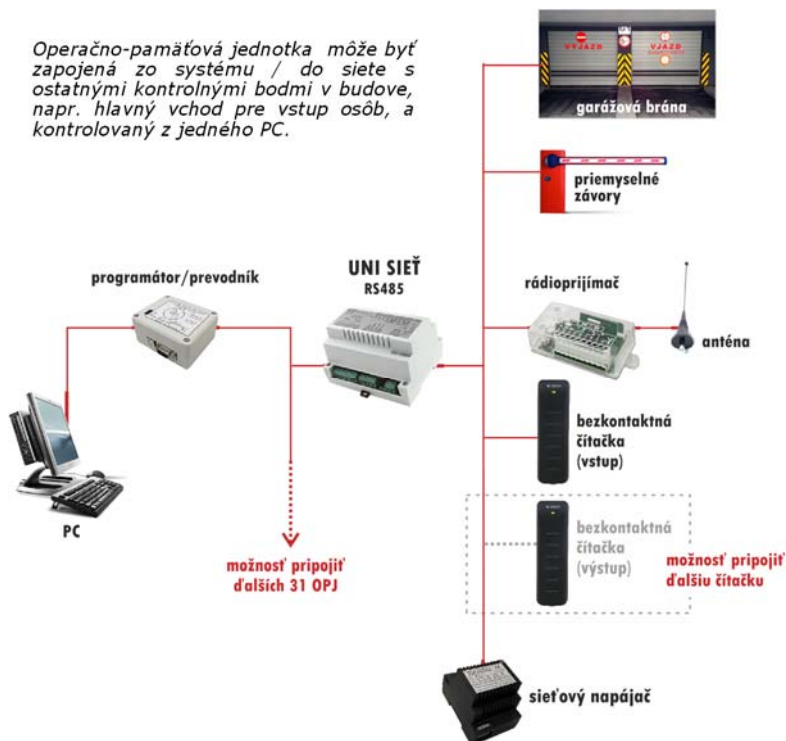 Operačno-pamäťová jednotka môže byť
zapojená zo systému / do siete s
ostatnými kontrolnými bodmi v budove,
napr. hlavný vchod pre vstup osôb, a
kontrolovaný z jedného PC.
VÝJAZD
VJAZD
garážová brána
priemyselné
závory
UNI SIEŤ
RS485
programátor/prevodník
rádioprijímač
anténa
bezkontaktná
čítačka
(vstup)
PC
bezkontaktná
čítačka
(výstup)
možnosť pripojiť
ďalšiu čítačku
možnosť pripojiť
ďalších 31 OPJ
sieťový napájač